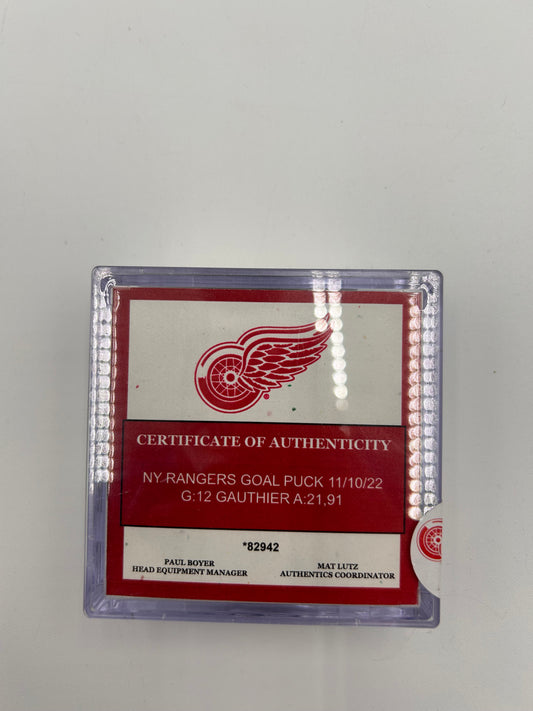 CERTIFICATE OF AUTHENTICITY
NY RANGERS GOAL PUCK 11/10/22
G:12 GAUTHIER A:21,91
*82942
PAUL BOYER
HEAD EQUIPMENT MANAGER
MAT LUTZ
AUTHENTICS COORDINATOR